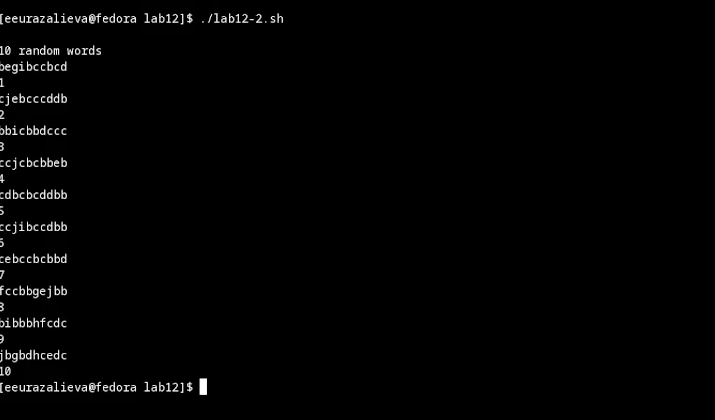 [eeurazalieva@fedora lab12]$ ./lab12-2.sh
10 random words
begibccbcd
1
cjebcccddb
2
bbicbbdccc
3
ccjcbcbbeb
4
cdbcbcddbb
5
ccjibccdbb
6
cebccbcbbd
7
fccbbgejbb
8
bibbbhfcdc
9
jbgbdhcedc
10
[eeurazalieva@fedora lab12]$